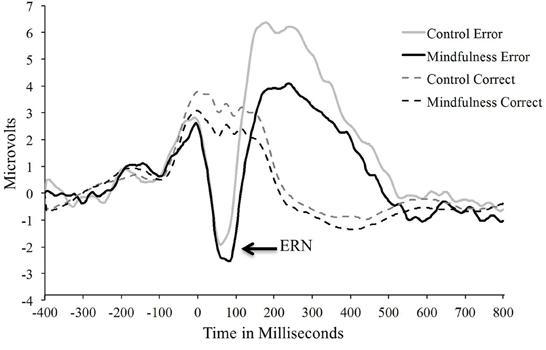 7
6
5
4
3
2
1
0
-1
-2
-3
-4
Microvolts
Control Error
Mindfulness Error
Control Correct
Mindfulness Correct
ERN
-400 -300 -200 -100 0 100 200 300 400 500 600 700 800
Time in Milliseconds